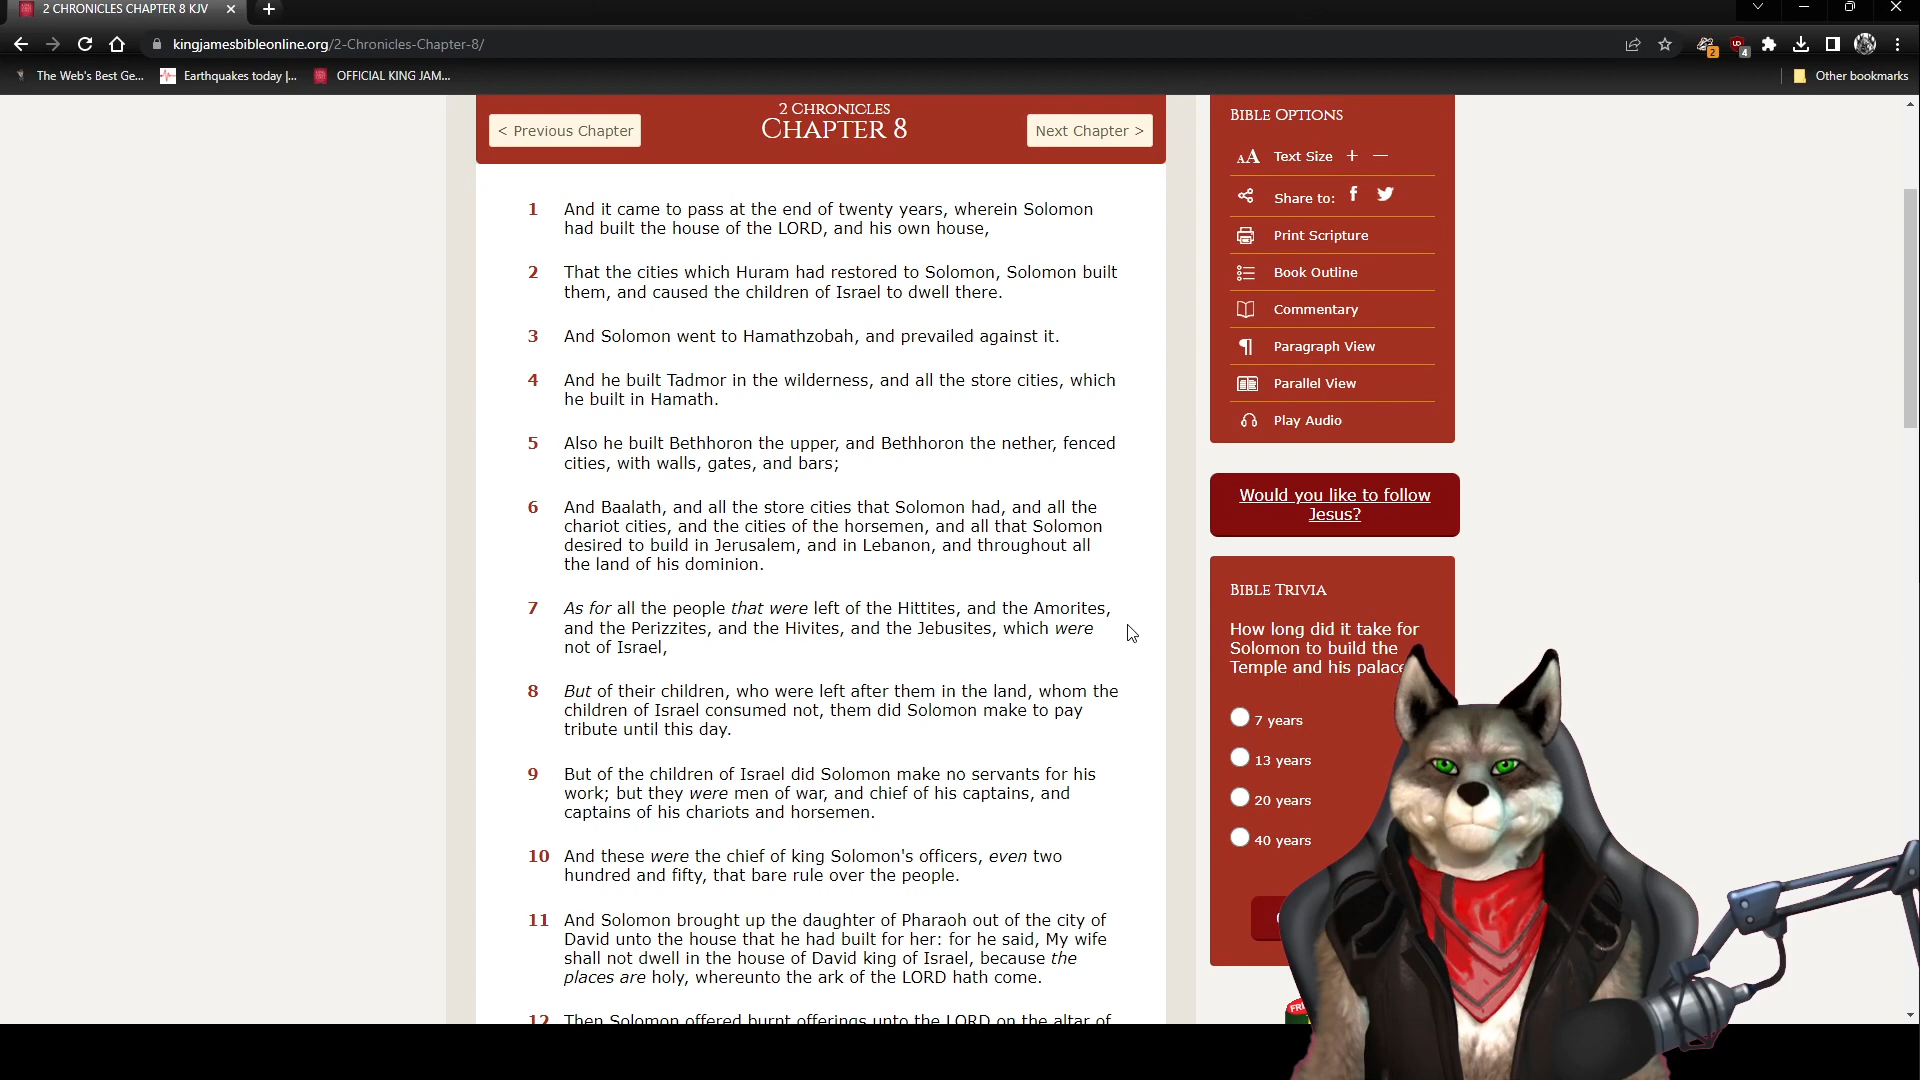 2 CHRONICLES CHAPTER 8 KJV
kingjamesbibleonline.org/2-Chronicles-Chapter-8/
2
4
The Web's Best Ge...
Earthquakes today |...
OFFICIAL KING JAM...
Other bookmarks
2 CHRONICLES
CHAPTER 8
< Previous Chapter
Next Chapter >
1 And it came to pass at the end of twenty years, wherein Solomon
had built the house of the LORD, and his own house,
2 That the cities which Huram had restored to Solomon, Solomon built
them, and caused the children of Israel to dwell there.
3 And Solomon went to Hamathzobah, and prevailed against it.
4 And he built Tadmor in the wilderness, and all the store cities, which
he built in Hamath.
5 Also he built Bethhoron the upper, and Bethhoron the nether, fenced
cities, with walls, gates, and bars;
6 And Baalath, and all the store cities that Solomon had, and all the
chariot cities, and the cities of the horsemen, and all that Solomon
desired to build in Jerusalem, and in Lebanon, and throughout all
the land of his dominion.
7 As for all the people that were left of the Hittites, and the Amorites,
and the Perizzites, and the Hivites, and the Jebusites, which were
not of Israel,
8 But of their children, who were left after them in the land, whom the
children of Israel consumed not, them did Solomon make to pay
tribute until this day.
9 But of the children of Israel did Solomon make no servants for his
work; but they were men of war, and chief of his captains, and
captains of his chariots and horsemen.
10 And these were the chief of king Solomon's officers, even two
hundred and fifty, that bare rule over the people.
11 And Solomon brought up the daughter of Pharaoh out of the city of
David unto the house that he had built for her: for he said, My wife
shall not dwell in the house of David king of Israel, because the
places are holy, whereunto the ark of the LORD hath come.
12 Then Solomon offered burnt offerings unto the LORD on the altar of
BIBLE OPTIONS
AA Text Size + —
Share to:
Print Scripture
Book Outline
Commentary
Paragraph View
Parallel View
Play Audio
Would you like to follow
Jesus?
BIBLE TRIVIA
How long did it take for
Solomon to build the
Temple and his palace
7 years
13 years
20 years
40 years